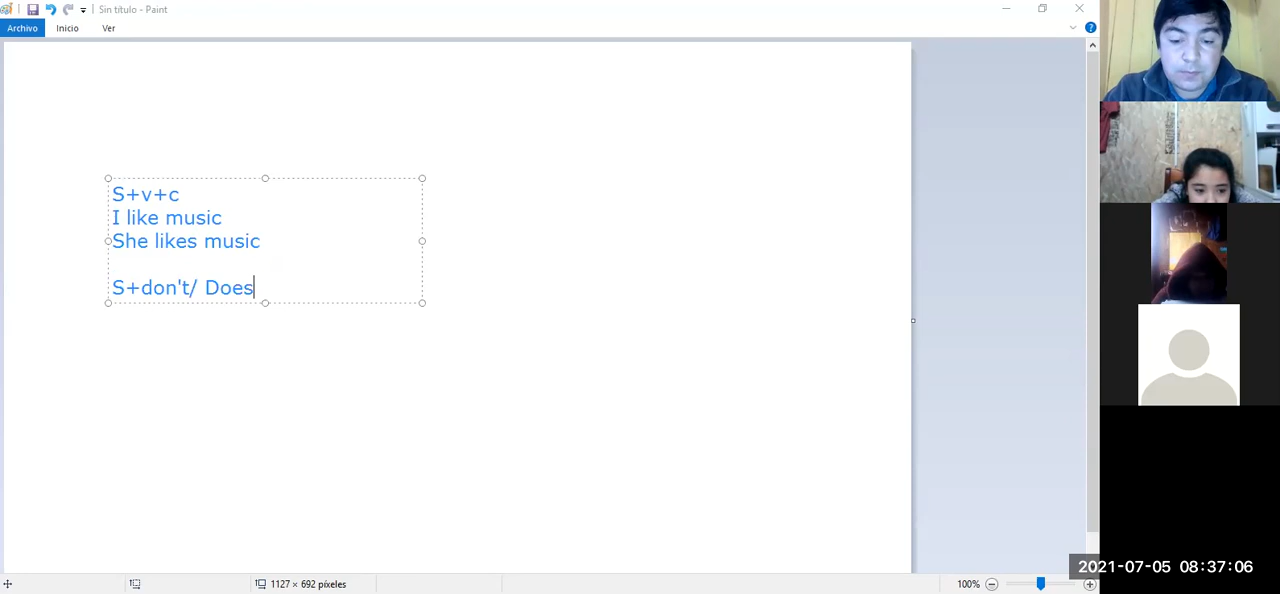 Sin título - Paint
Archivo Inicio Ver
S+v+c
I like music
She likes music
S+don't/ Does
1127 × 692 píxeles
100%
2021-07-05 08:37:06